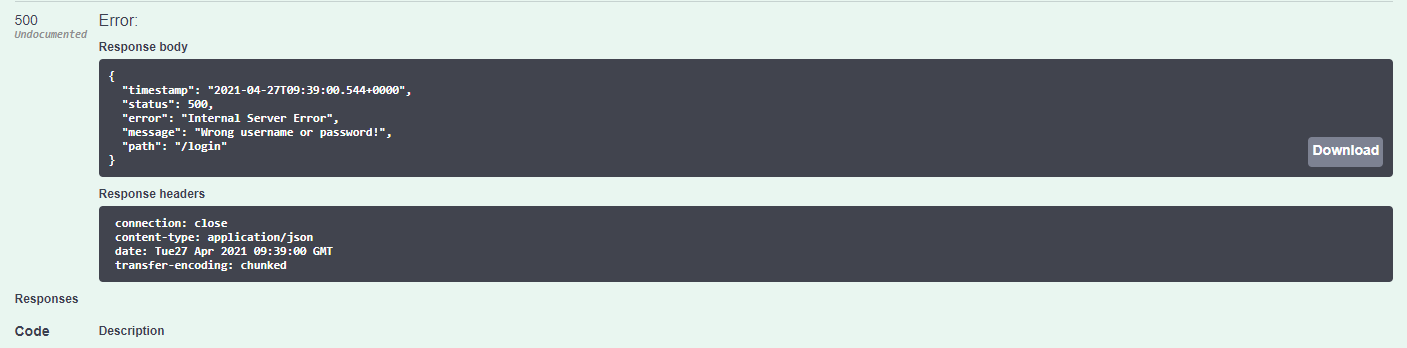 500
Undocumented
Error:
Response body
{
  "timestamp": "2021-04-27T09:39:00.544+0000",
  "status": 500,
  "error": "Internal Server Error",
  "message": "Wrong username or password!",
  "path": "/login"
}
Download
Response headers
connection: close
content-type: application/json
date: Tue27 Apr 2021 09:39:00 GMT
transfer-encoding: chunked
Responses
Code Description